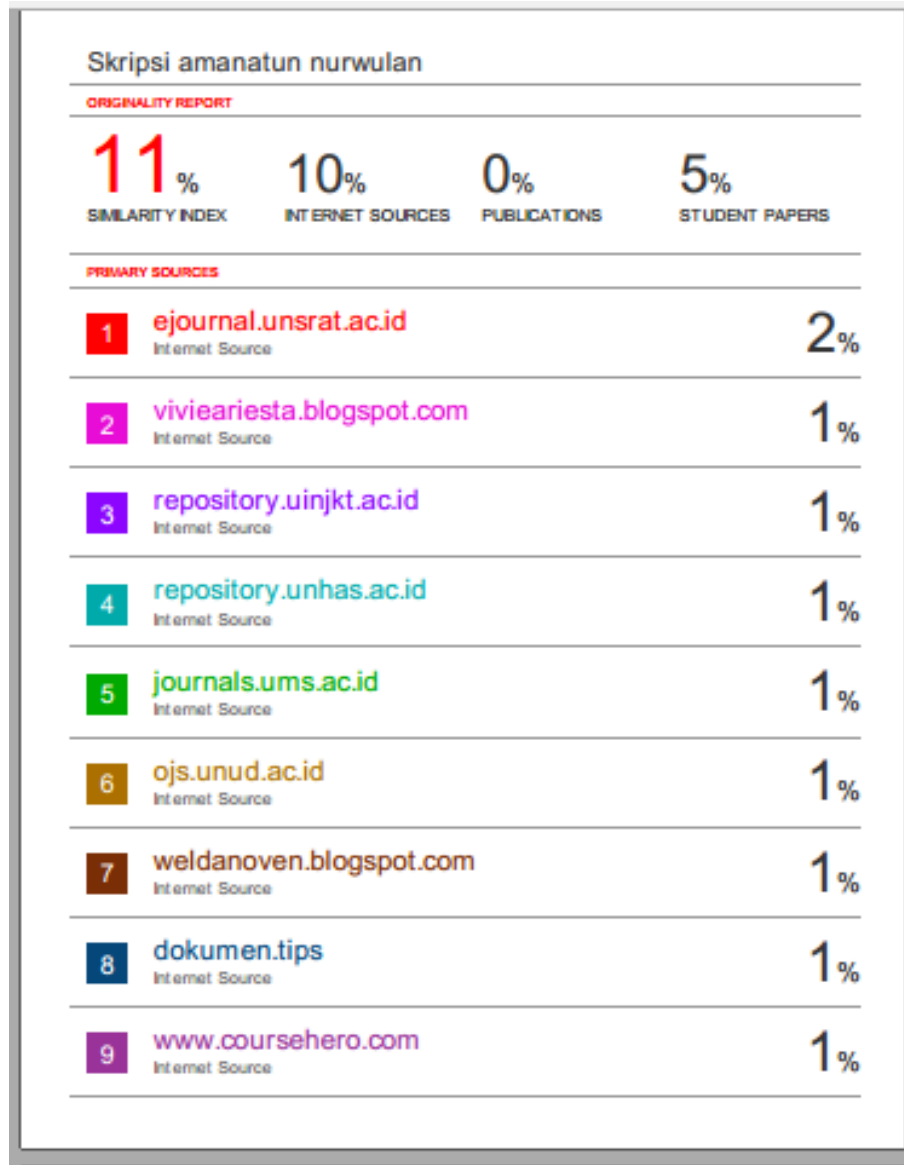 Skripsi amanatun nurwulan
ORIGINALITY REPORT
11% 10% 0% 5%
SIMILARITY INDEX INTERNET SOURCES PUBLICATIONS STUDENT PAPERS
PRIMARY SOURCES
1 ejournal.unsrat.ac.id 2%
Internet Source
2 vivieariesta.blogspot.com 1%
Internet Source
3 repository.uinjkt.ac.id 1%
Internet Source
4 repository.unhas.ac.id 1%
Internet Source
5 journals.ums.ac.id 1%
Internet Source
6 ojs.unud.ac.id 1%
Internet Source
7 weldanoven.blogspot.com 1%
Internet Source
8 dokumen.tips 1%
Internet Source
9 www.coursehero.com 1%
Internet Source